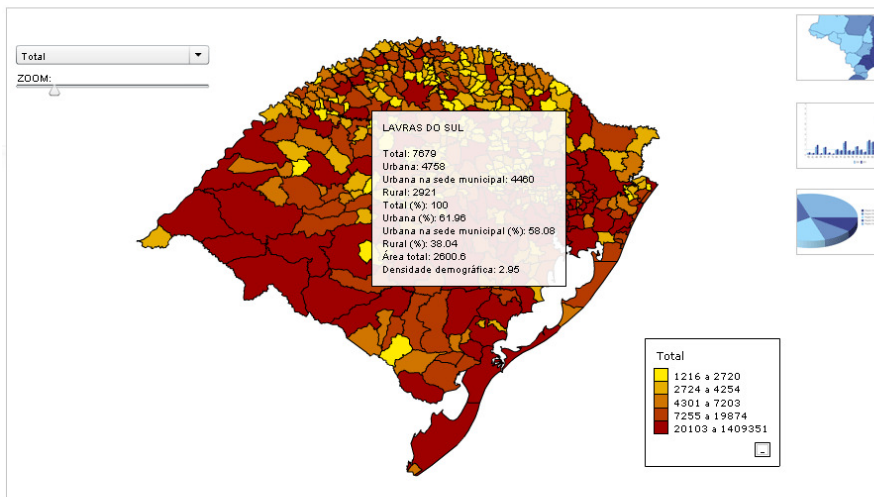 Total
ZOOM:
LAVRAS DO SUL
Total: 7679
Urbana: 4758
Urbana na sede municipal: 4460
Rural: 2921
Total (%): 100
Urbana (%): 61.96
Urbana na sede municipal (%): 58.08
Rural (%): 38.04
Área total: 2600.6
Densidade demográfica: 2.95
Total
1216 a 2720
2724 a 4254
4301 a 7203
7255 a 19874
20103 a 1409351
-